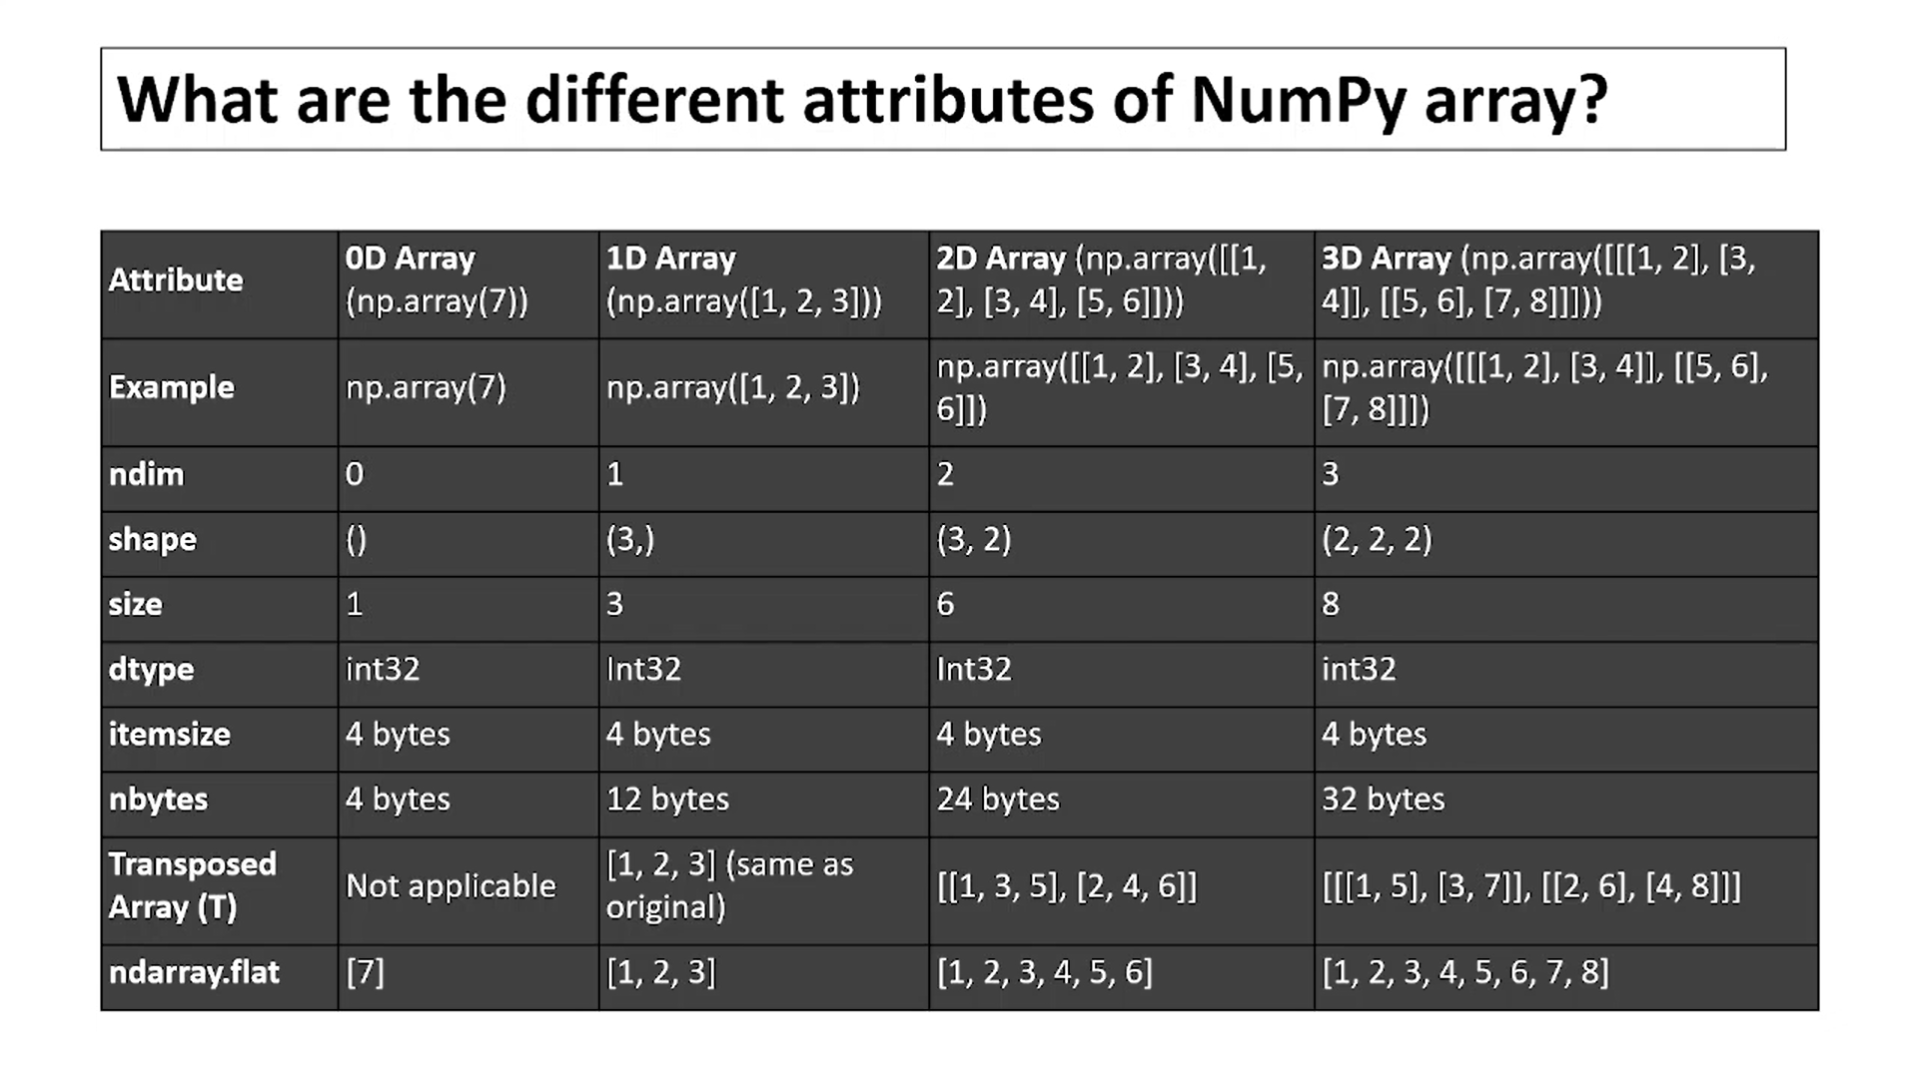 What are the different attributes of NumPy array?
Attribute
0D Array
(np.array(7))
1D Array
(np.array([1, 2, 3]))
2D Array (np.array([[1,
2], [3, 4], [5, 6]]))
3D Array (np.array([[[1, 2], [3,
4]], [[5, 6], [7, 8]]]))
Example
np.array(7)
np.array([1, 2, 3])
np.array([[1, 2], [3, 4], [5,
6]])
np.array([[[1, 2], [3, 4]], [[5, 6],
[7, 8]]])
ndim
0
1
2
3
shape
()
(3,)
(3, 2)
(2, 2, 2)
size
1
3
6
8
dtype
int32
Int32
Int32
int32
itemsize
4 bytes
4 bytes
4 bytes
4 bytes
nbytes
4 bytes
12 bytes
24 bytes
32 bytes
Transposed
Array (T)
Not applicable
[1, 2, 3] (same as
original)
[[1, 3, 5], [2, 4, 6]]
[[[1, 5], [3, 7]], [[2, 6], [4, 8]]]
ndarray.flat
[7]
[1, 2, 3]
[1, 2, 3, 4, 5, 6]
[1, 2, 3, 4, 5, 6, 7, 8]